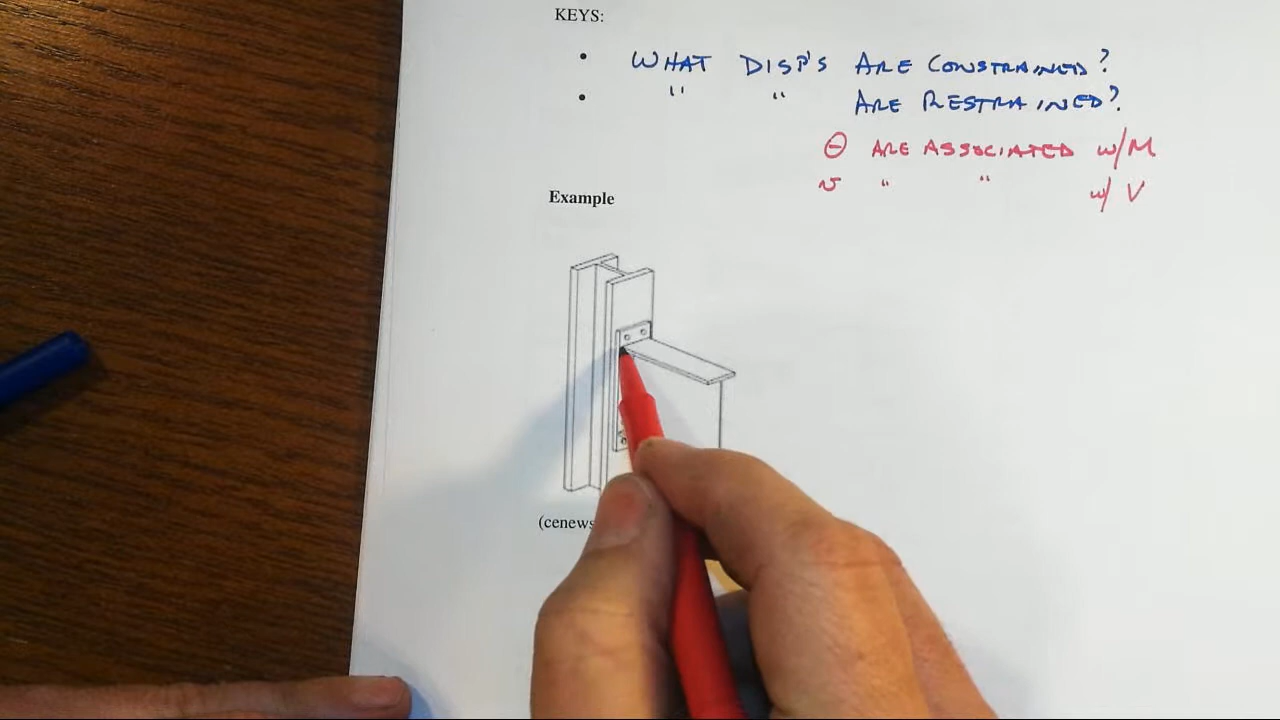 KEYS:
• WHAT DISP'S ARE CONSTRAINED?
• " " ARE RESTRAINED?
Θ ARE ASSOCIATED W/M
v " " w/ V
Example
(cenews